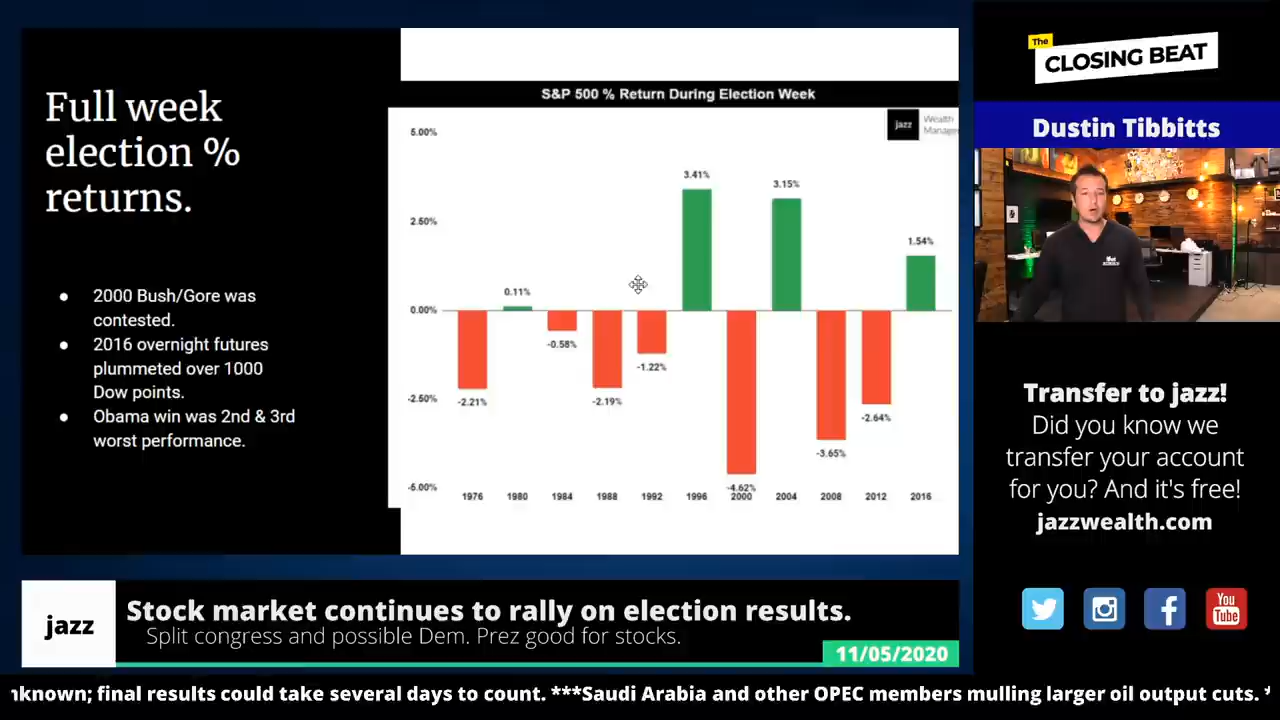 Full week
election %
returns.
● 2000 Bush/Gore was
contested.
● 2016 overnight futures
plummeted over 1000
Dow points.
● Obama win was 2nd & 3rd
worst performance.
S&P 500 % Return During Election Week
jazz
Wealth
Manager
5.00%
2.50%
0.00%
-2.50%
-5.00%
-2.21%
0.11%
-0.58%
-2.19%
-1.22%
3.41%
-4.62%
3.15%
-3.65%
-2.64%
1.54%
1976 1980 1984 1988 1992 1996 2000 2004 2008 2012 2016
The
CLOSING BEAT
Dustin Tibbitts
Transfer to jazz!
Did you know we
transfer your account
for you? And it's free!
jazzwealth.com
You
Tube
jazz
Stock market continues to rally on election results.
Split congress and possible Dem. Prez good for stocks.
11/05/2020
nknown; final results could take several days to count. ***Saudi Arabia and other OPEC members mulling larger oil output cuts. *